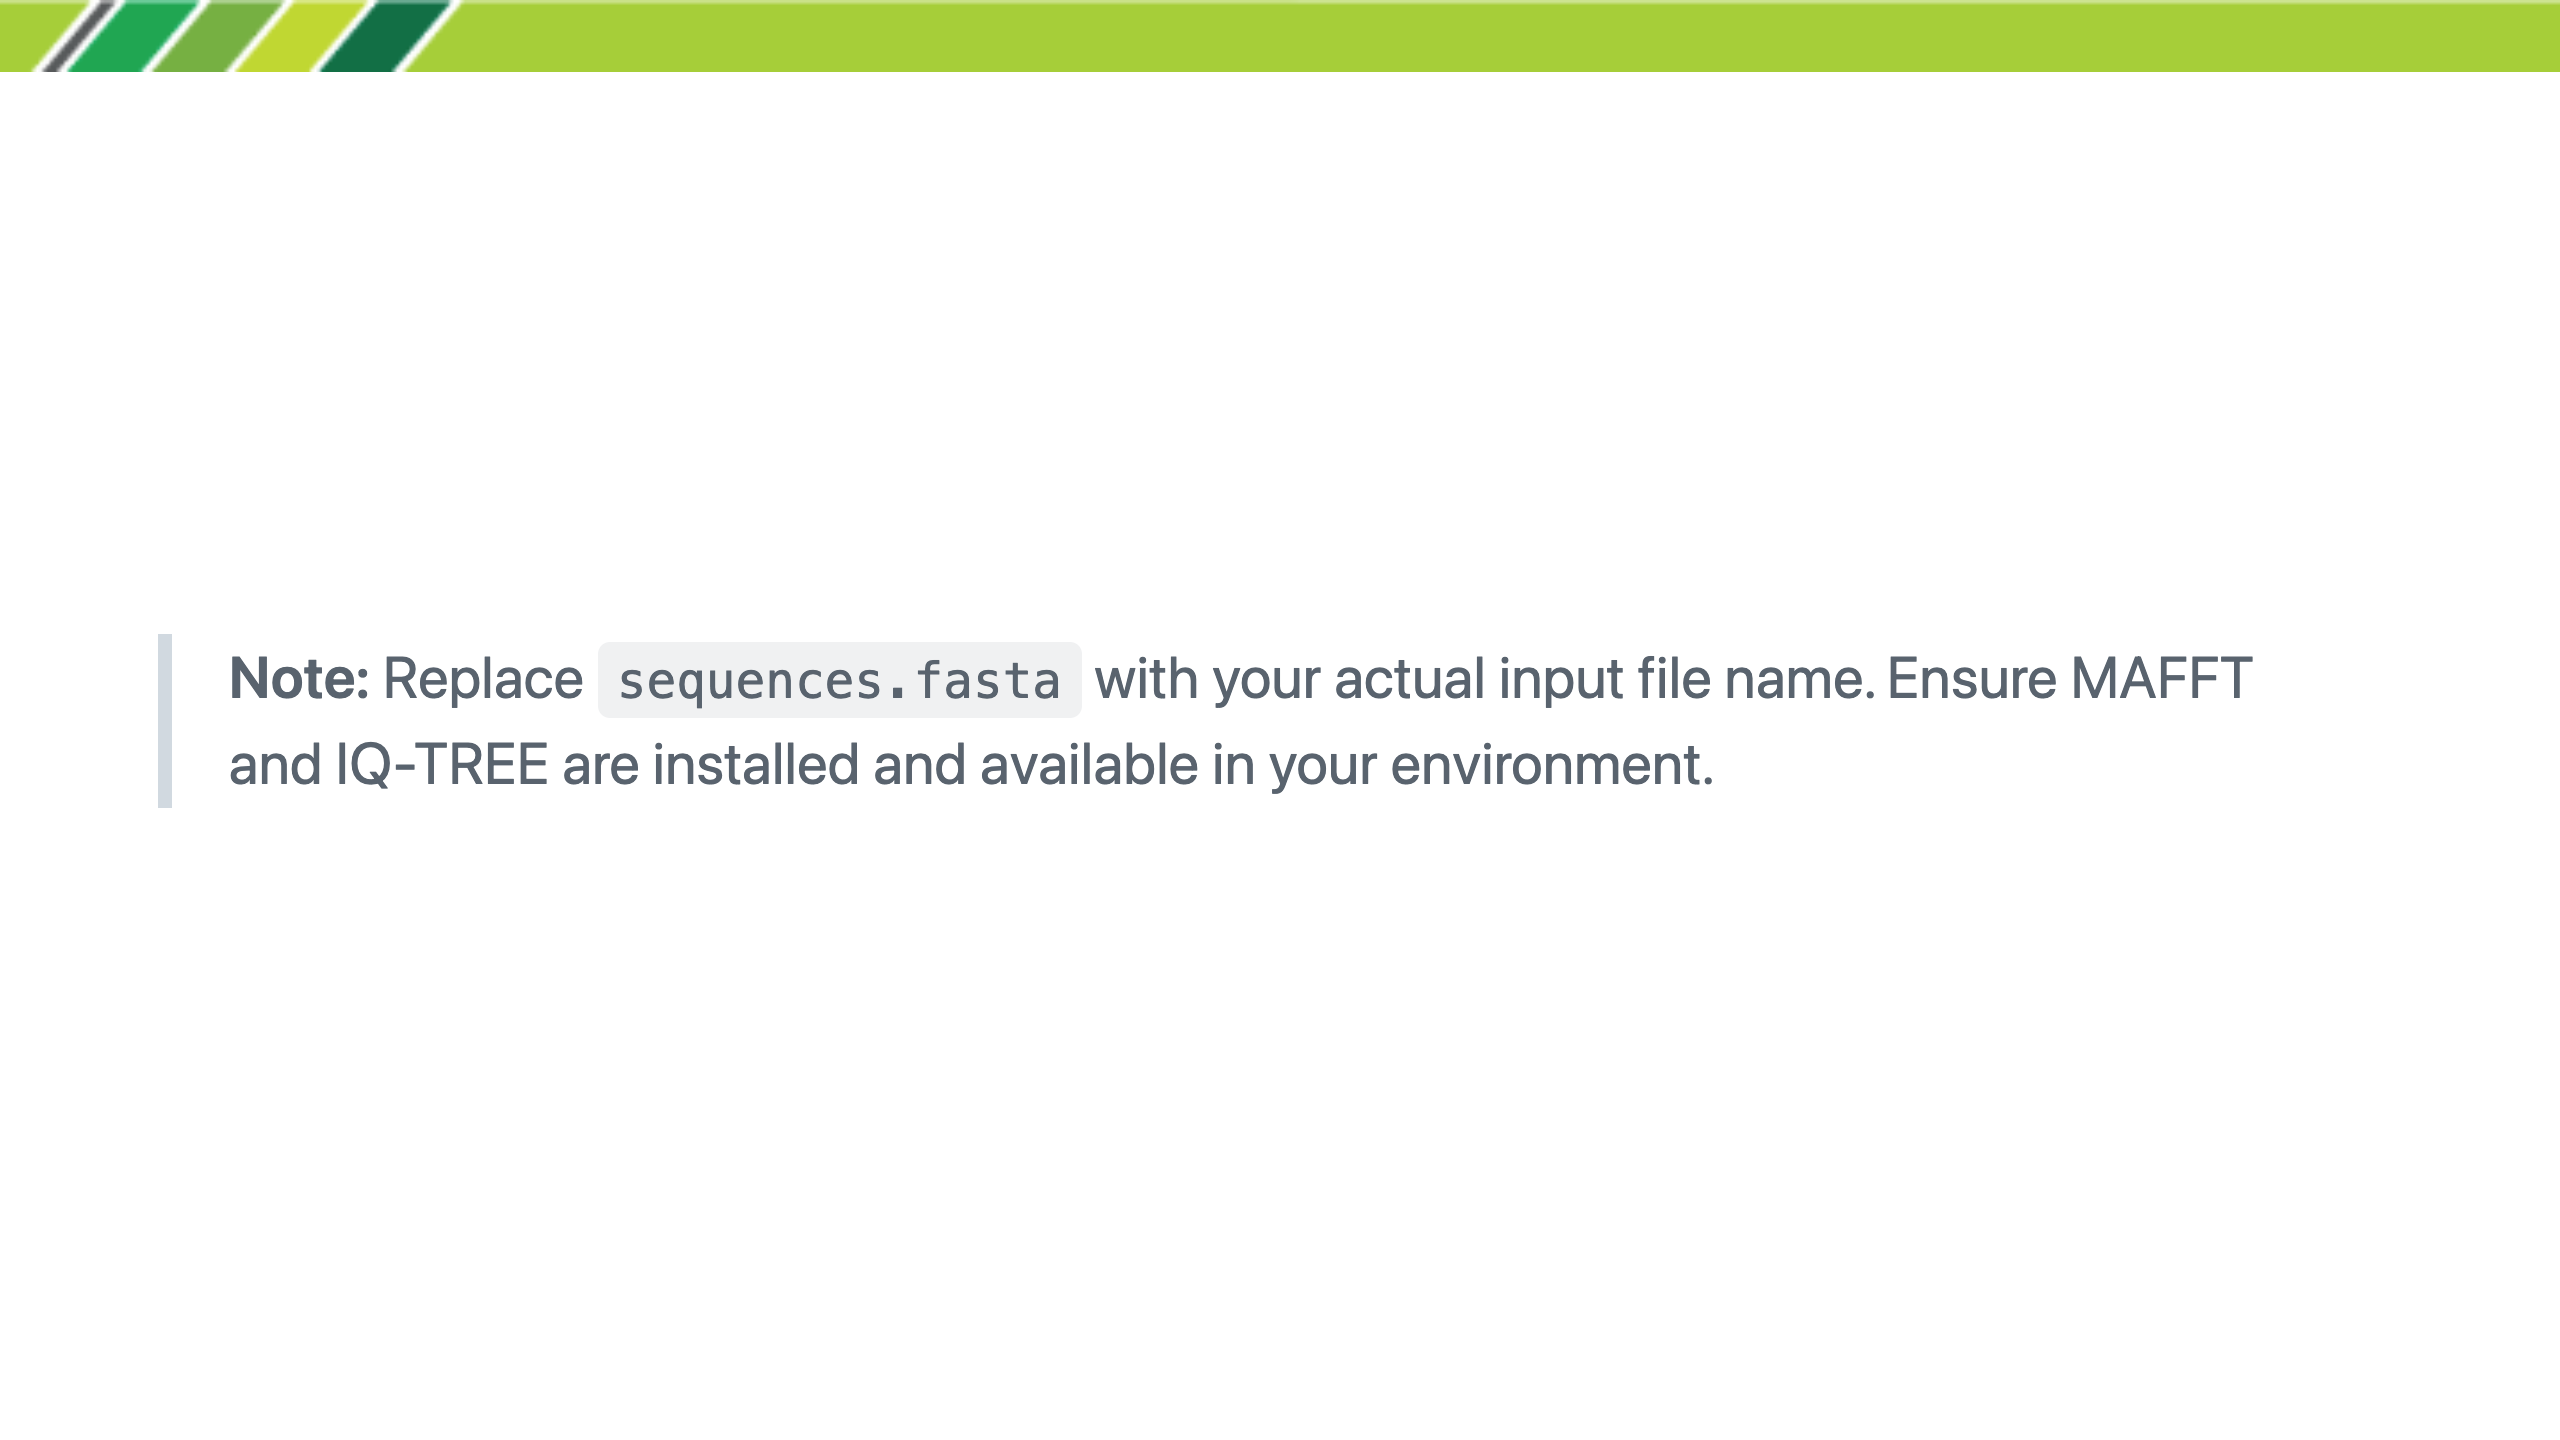 Note: Replace sequences.fasta with your actual input file name. Ensure MAFFT
and IQ-TREE are installed and available in your environment.